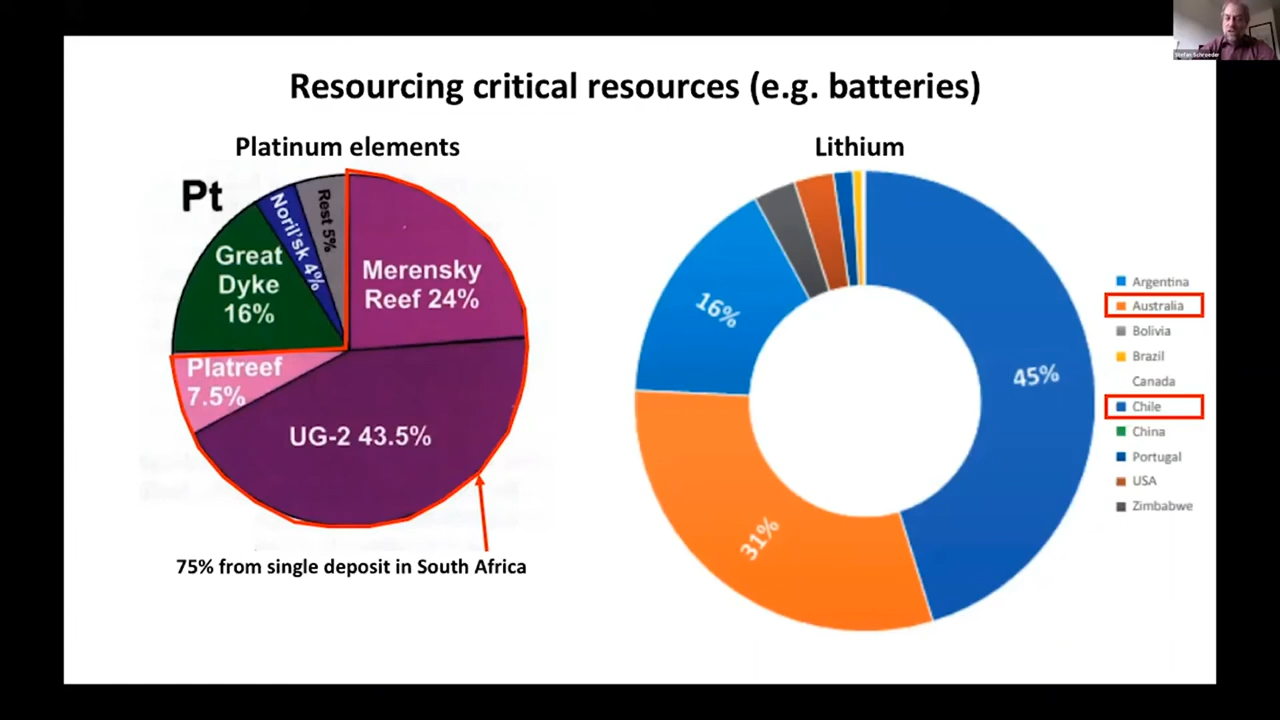 Resourcing critical resources (e.g. batteries)
Platinum elements
Pt
Noril'sk 4%
Rest 5%
Great
Dyke
16%
Merensky
Reef 24%
Platreef
7.5%
UG-2 43.5%
75% from single deposit in South Africa
Lithium
16%
45%
31%
Argentina
Australia
Bolivia
Brazil
Canada
Chile
China
Portugal
USA
Zimbabwe
Stefan Schroeder